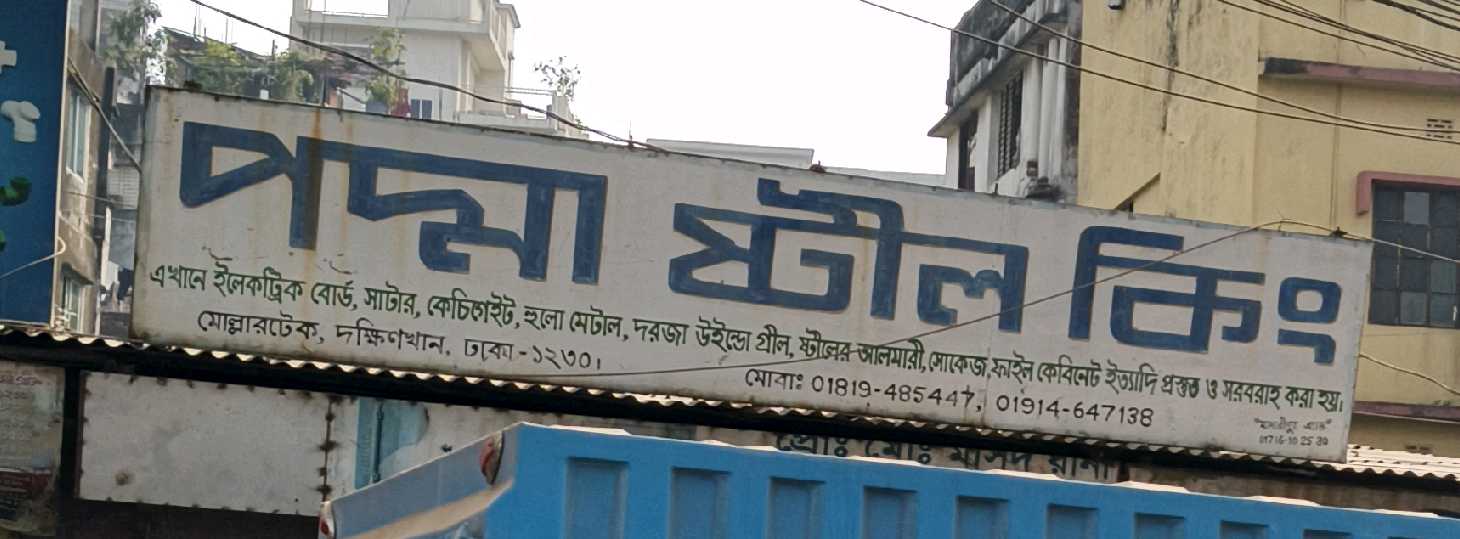 পদ্মা ষ্টীল কিং
এখানে ইলেকট্রিক বোর্ড, সাটার, কেচিগেইট, হুলো মেটাল, দরজা উইন্ডো গ্রীল, ষ্টীলের আলমারী, সোকেজ, ফাইল কেবিনেট ইত্যাদি প্রস্তুত ও সরবরাহ করা হয়।
মোল্লারটেক, দক্ষিণখান, ঢাকা-১২৩০।
মোবাঃ 01819-485447, 01914-647138
প্রোঃ মোঃ মাসুদ রানা